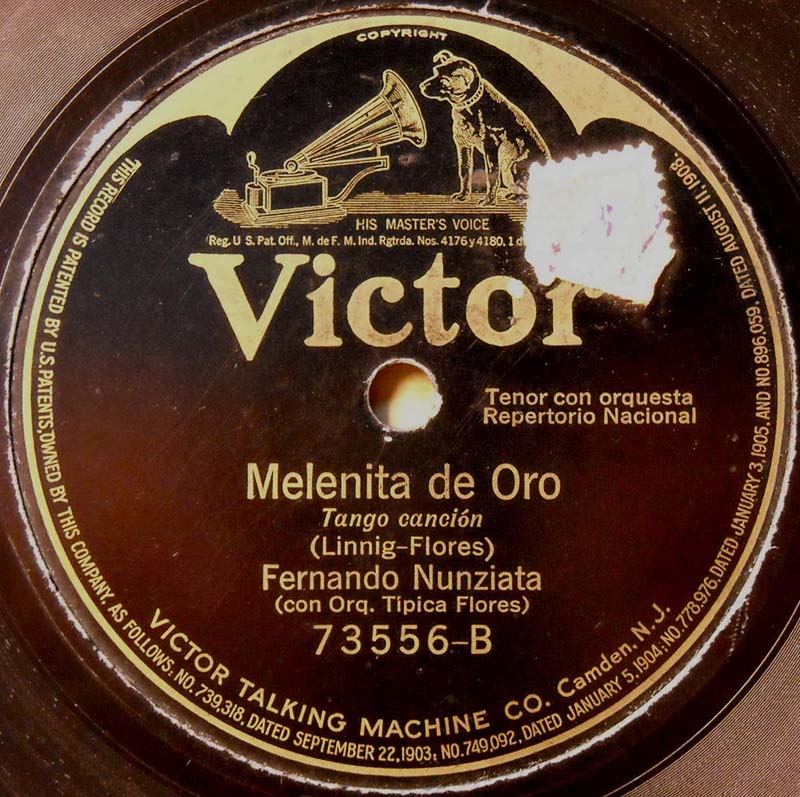 COPYRIGHT
HIS MASTER'S VOICE
Reg. U S. Pat. Off., M. de F. M. Ind. Rgtrda. Nos. 4176 y 4180, 1 d
Victor
Tenor con orquesta
Repertorio Nacional
Melenita de Oro
Tango canción
(Linnig-Flores)
Fernando Nunziata
(con Orq. Típica Flores)
73556-B
VICTOR TALKING MACHINE CO. Camden, N. J.
THIS RECORD IS PATENTED BY U.S. PATENTS, OWNED BY THIS COMPANY, AS FOLLOWS: NO. 739,318, DATED SEPTEMBER 22, 1903; NO. 749,092, DATED JANUARY 5, 1904; NO. 778,976, DATED JANUARY 3, 1905, AND NO. 896,059, DATED AUGUST 11, 1908.